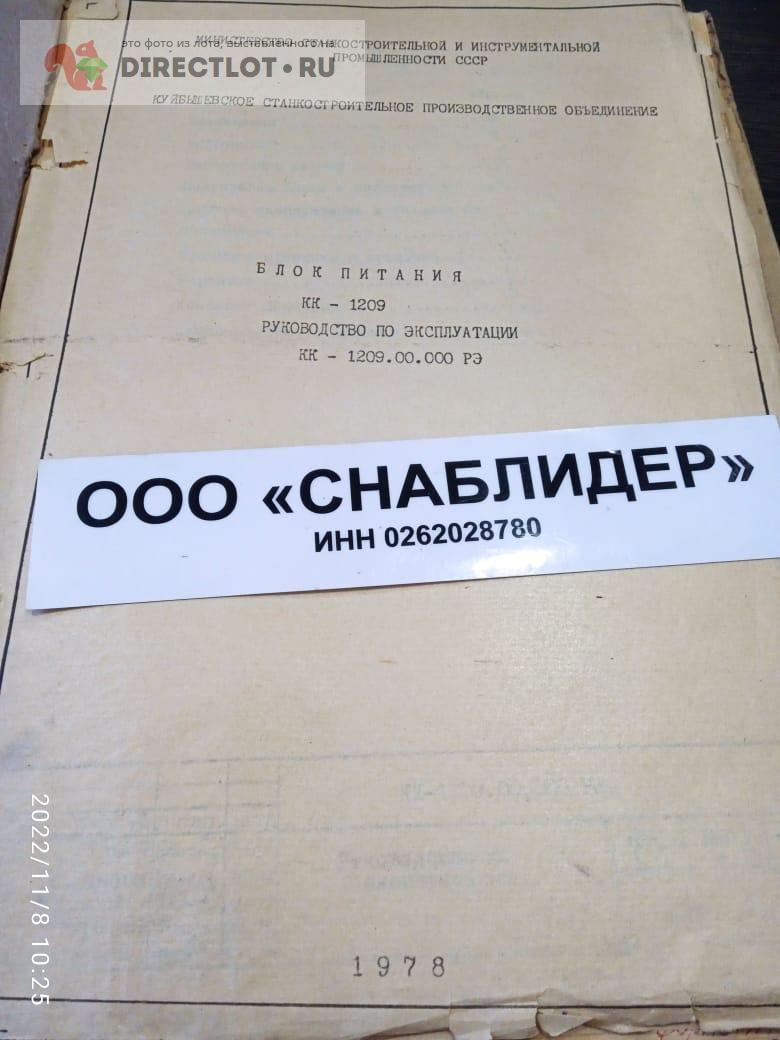 это фото из лота, выставленного на
DIRECTLOT.RU
МИНИСТЕРСТВО СТАНКОСТРОИТЕЛЬНОЙ И ИНСТРУМЕНТАЛЬНОЙ
ПРОМЫШЛЕННОСТИ СССР
КУЙБЫШЕВСКОЕ СТАНКОСТРОИТЕЛЬНОЕ ПРОИЗВОДСТВЕННОЕ ОБЪЕДИНЕНИЕ
БЛОК ПИТАНИЯ
КК - 1209
РУКОВОДСТВО ПО ЭКСПЛУАТАЦИИ
КК - 1209.00.000 РЭ
ООО «СНАБЛИДЕР»
ИНН 0262028780
1978
2022/11/8 10:25